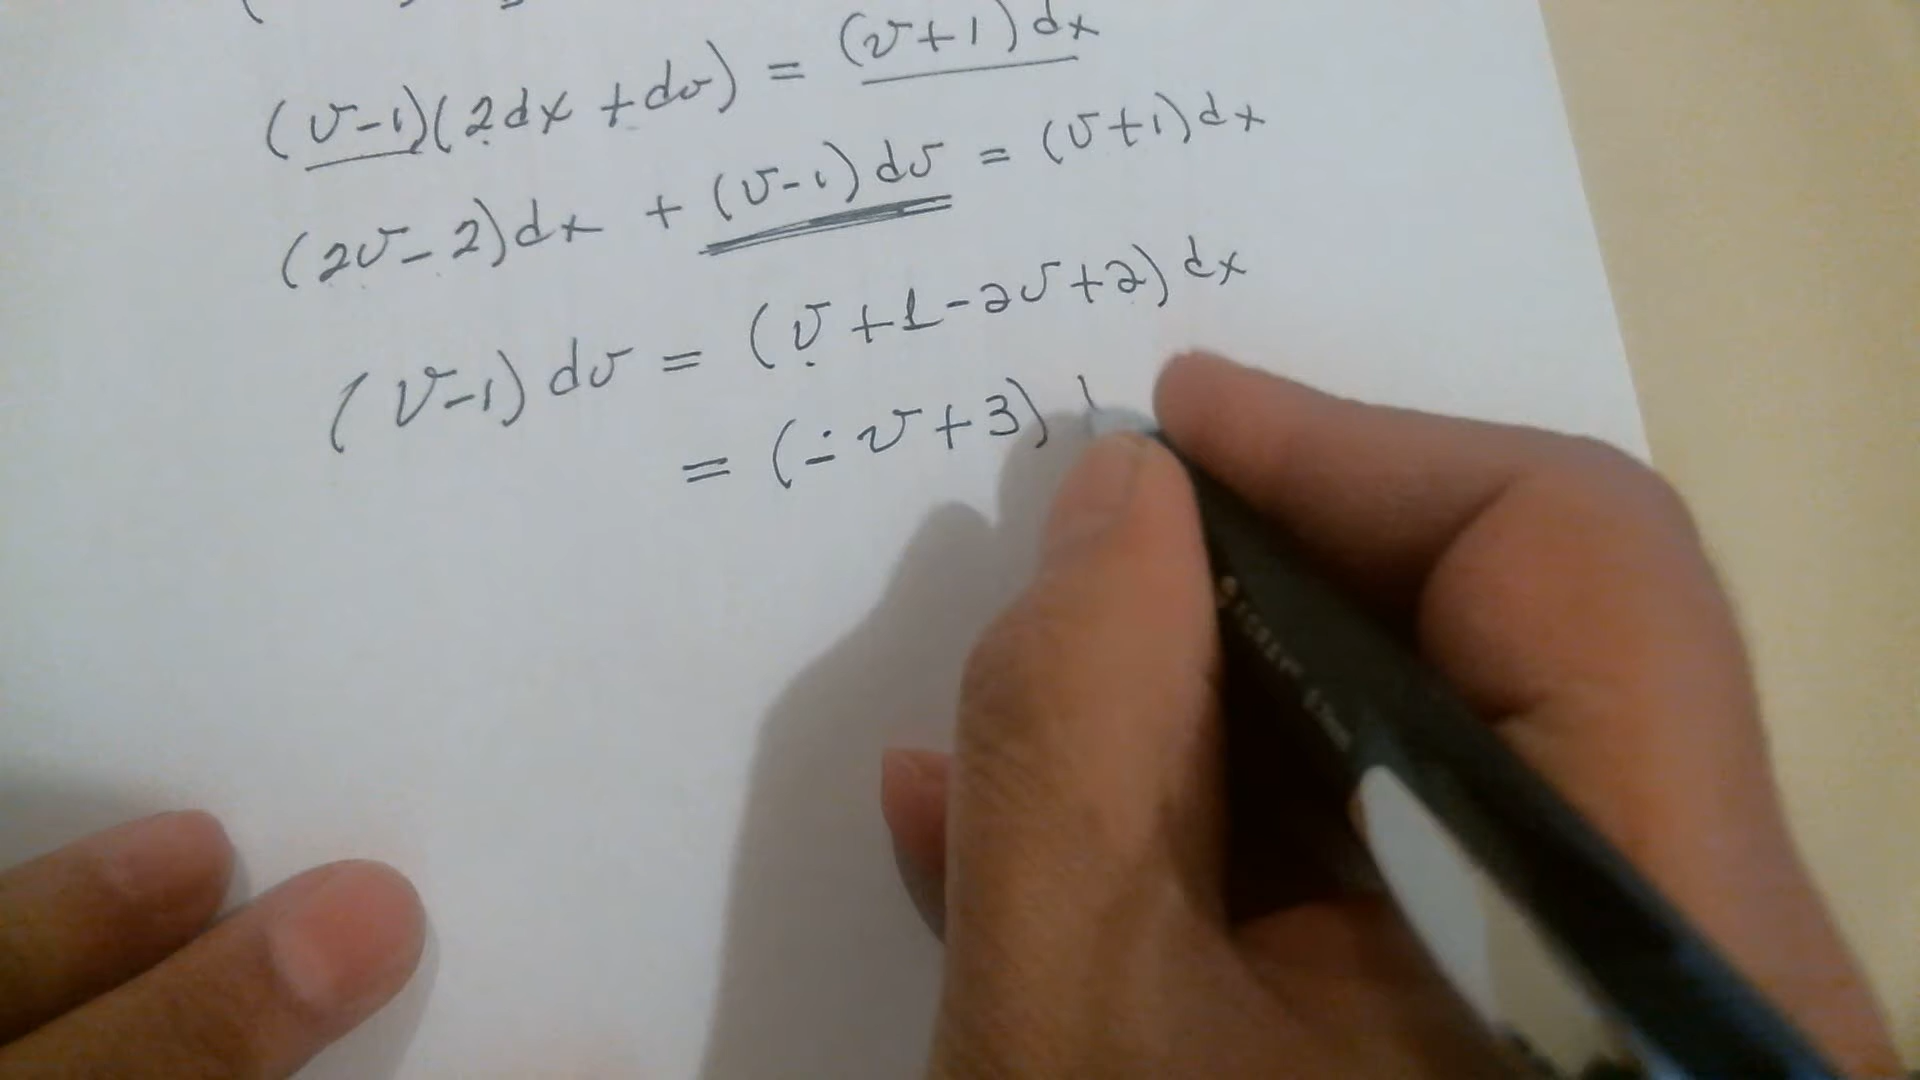 (v-1)(2dx + dv) = (v+1) dx
(2v - 2) dx + (v-1) dv = (v+1) dx
(v-1) dv = (v + 1 - 2v + 2) dx
= (-v + 3)